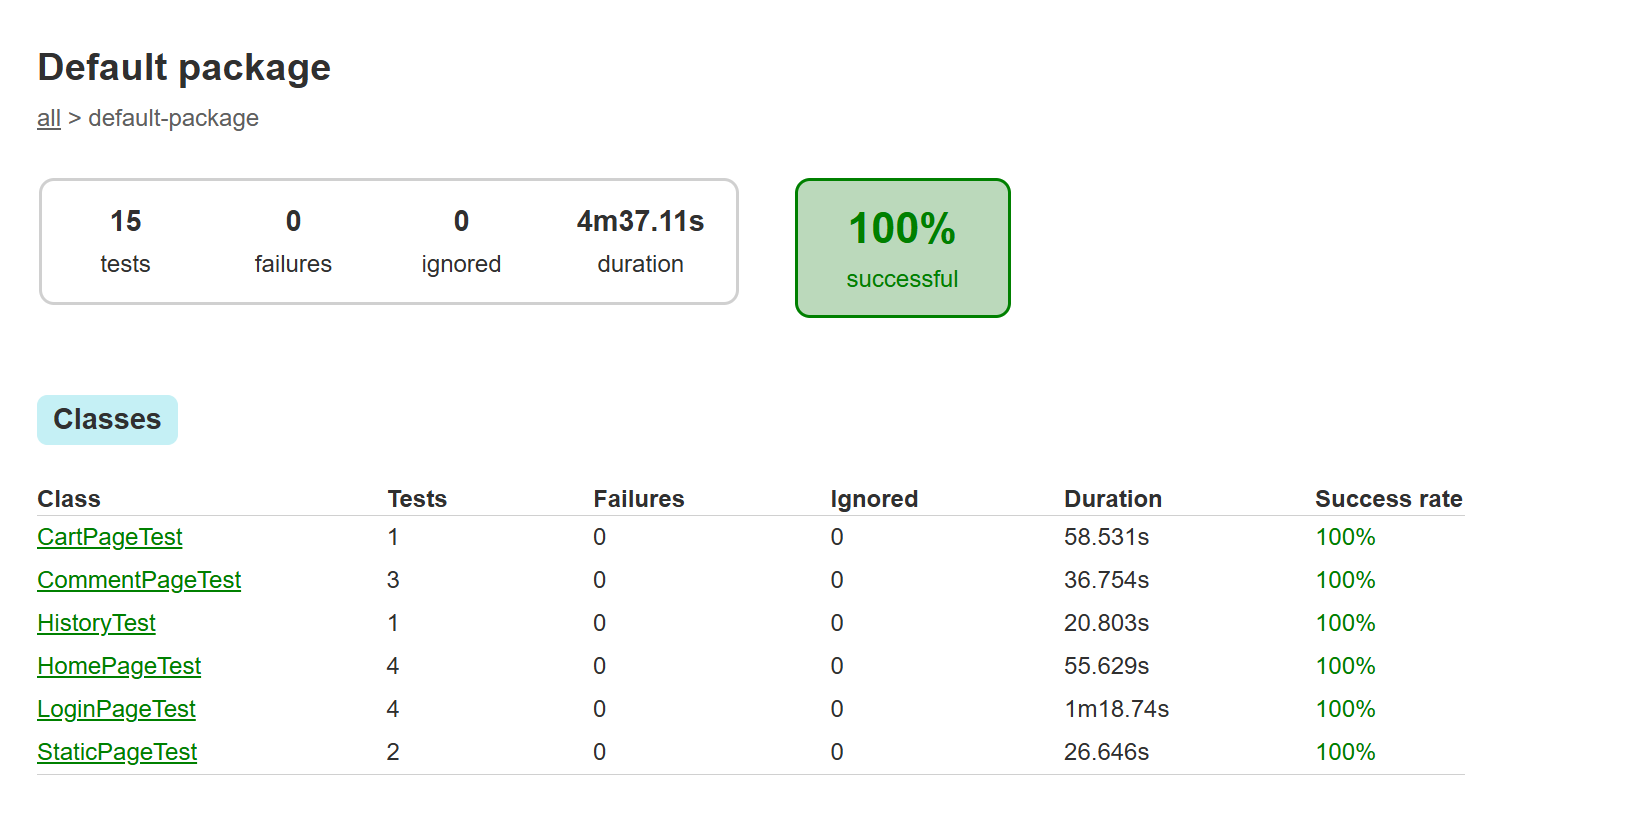 Default package
all > default-package
15 0 0 4m37.11s
tests failures ignored duration
100%
successful
Classes
Class Tests Failures Ignored Duration Success rate
CartPageTest 1 0 0 58.531s 100%
CommentPageTest 3 0 0 36.754s 100%
HistoryTest 1 0 0 20.803s 100%
HomePageTest 4 0 0 55.629s 100%
LoginPageTest 4 0 0 1m18.74s 100%
StaticPageTest 2 0 0 26.646s 100%